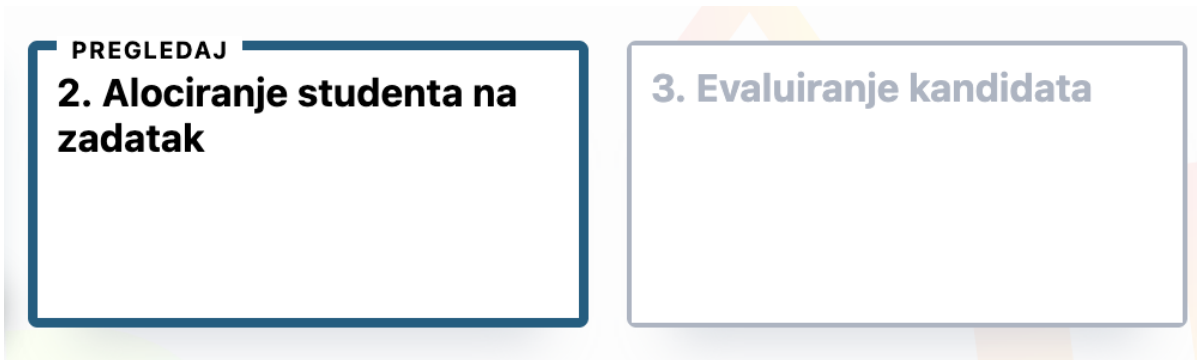 PREGLEDAJ
2. Alociranje studenta na
zadatak
3. Evaluiranje kandidata